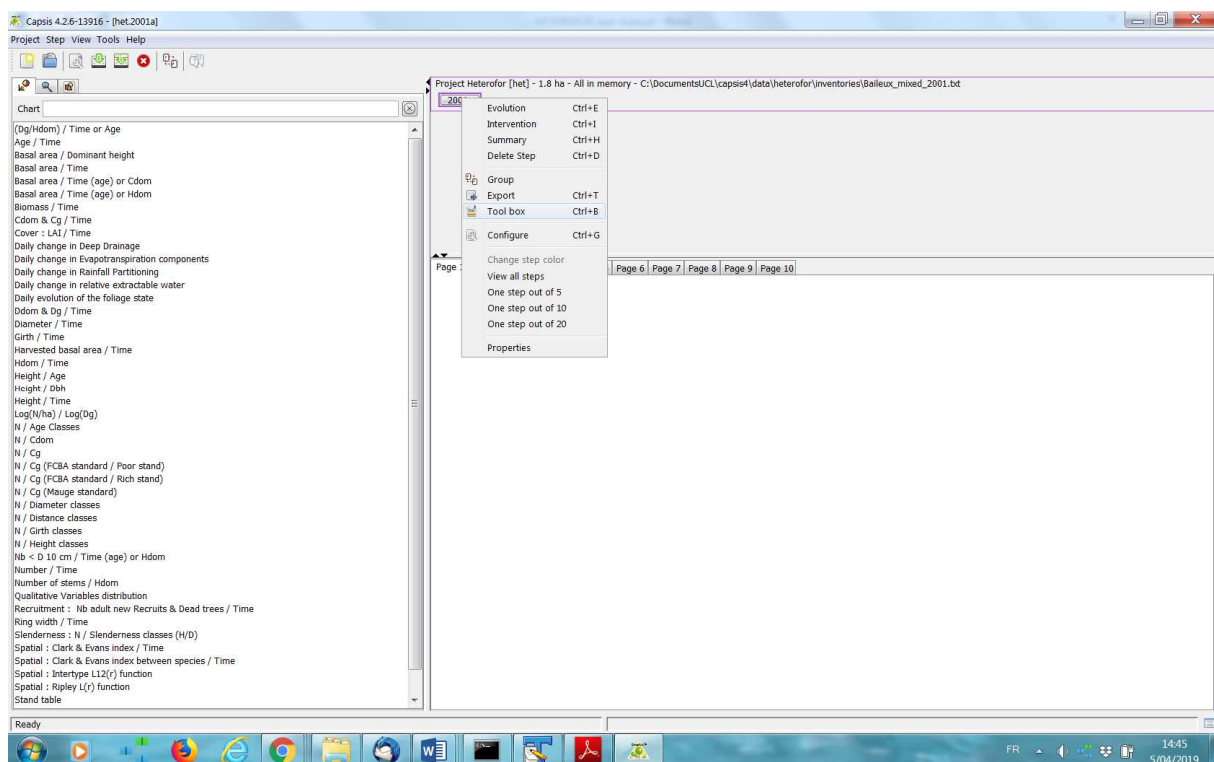 Capsis 4.2.6-13916 - [het.2001a]
Project Step View Tools Help
Chart
(Dg/Hdom) / Time or Age
Age / Time
Basal area / Dominant height
Basal area / Time
Basal area / Time (age) or Cdom
Basal area / Time (age) or Hdom
Biomass / Time
Cdom & Cg / Time
Cover : LAI / Time
Daily change in Deep Drainage
Daily change in Evapotranspiration components
Daily change in Rainfall Partitioning
Daily change in relative extractable water
Daily evolution of the foliage state
Ddom & Dg / Time
Diameter / Time
Girth / Time
Harvested basal area / Time
Hdom / Time
Height / Age
Height / Dbh
Height / Time
Log(N/ha) / Log(Dg)
N / Age Classes
N / Cdom
N / Cg
N / Cg (FCBA standard / Poor stand)
N / Cg (FCBA standard / Rich stand)
N / Cg (Mauge standard)
N / Diameter classes
N / Distance classes
N / Girth classes
N / Height classes
Nb < D 10 cm / Time (age) or Hdom
Number / Time
Number of stems / Hdom
Qualitative Variables distribution
Recruitment : Nb adult new Recruits & Dead trees / Time
Ring width / Time
Slenderness : N / Slenderness classes (H/D)
Spatial : Clark & Evans index / Time
Spatial : Clark & Evans index between species / Time
Spatial : Intertype L12(r) function
Spatial : Ripley L(r) function
Stand table
Project Heterofor [het] - 1.8 ha - All in memory - C:\DocumentsUCL\capsis4\data\heterofor\inventories\Baileux_mixed_2001.txt
Evolution Ctrl+E
Intervention Ctrl+I
Summary Ctrl+H
Delete Step Ctrl+D
Group
Export Ctrl+T
Tool box Ctrl+B
Configure Ctrl+G
Change step color
View all steps
One step out of 5
One step out of 10
One step out of 20
Properties
Page Page 6 Page 7 Page 8 Page 9 Page 10
Ready
FR
14:45
5/04/2019